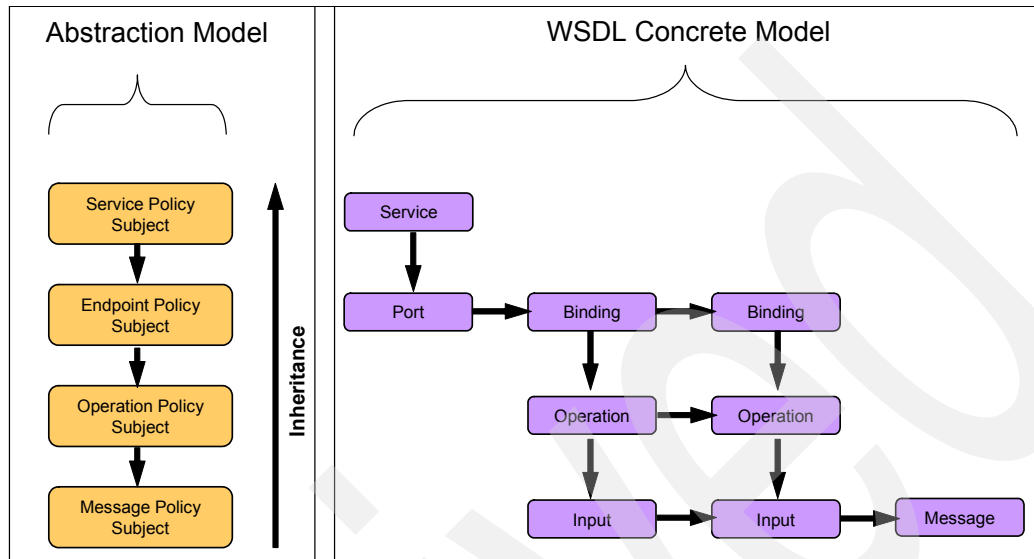 Abstraction Model
WSDL Concrete Model
Service Policy
Subject
Endpoint Policy
Subject
Operation Policy
Subject
Message Policy
Subject
Inheritance
Service
Port
Binding
Binding
Operation
Operation
Input
Input
Message